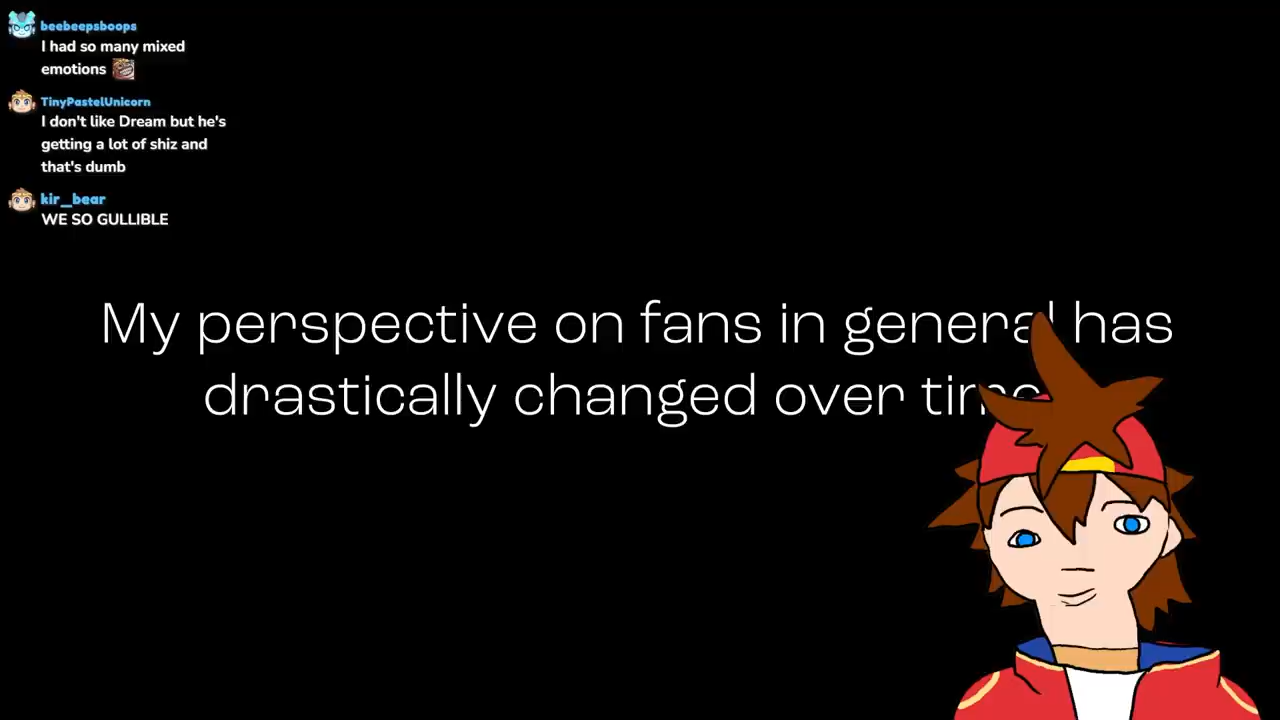 beebeepsboops
I had so many mixed
emotions
TinyPastelUnicorn
I don't like Dream but he's
getting a lot of shiz and
that's dumb
kir_bear
WE SO GULLIBLE
My perspective on fans in general has
drastically changed over time